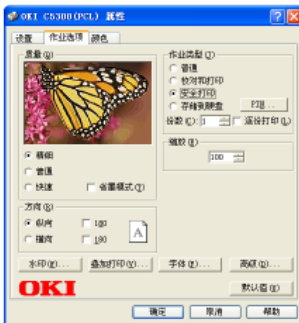 OKI C5300(PCL) 属性
设置 作业选项 颜色
质量(Q)
精细
普通
快速
省墨模式(T)
方向(R)
纵向
横向
180
180
作业类型(J)
普通
校对和打印
安全打印
存储到硬盘
PIN...
份数(C): 1
逐份打印(L)
缩放(S)
100
A
水印(W)...
叠加打印(V)...
字体(F)...
高级(D)...
OKI
默认值(U)
确定
取消
帮助